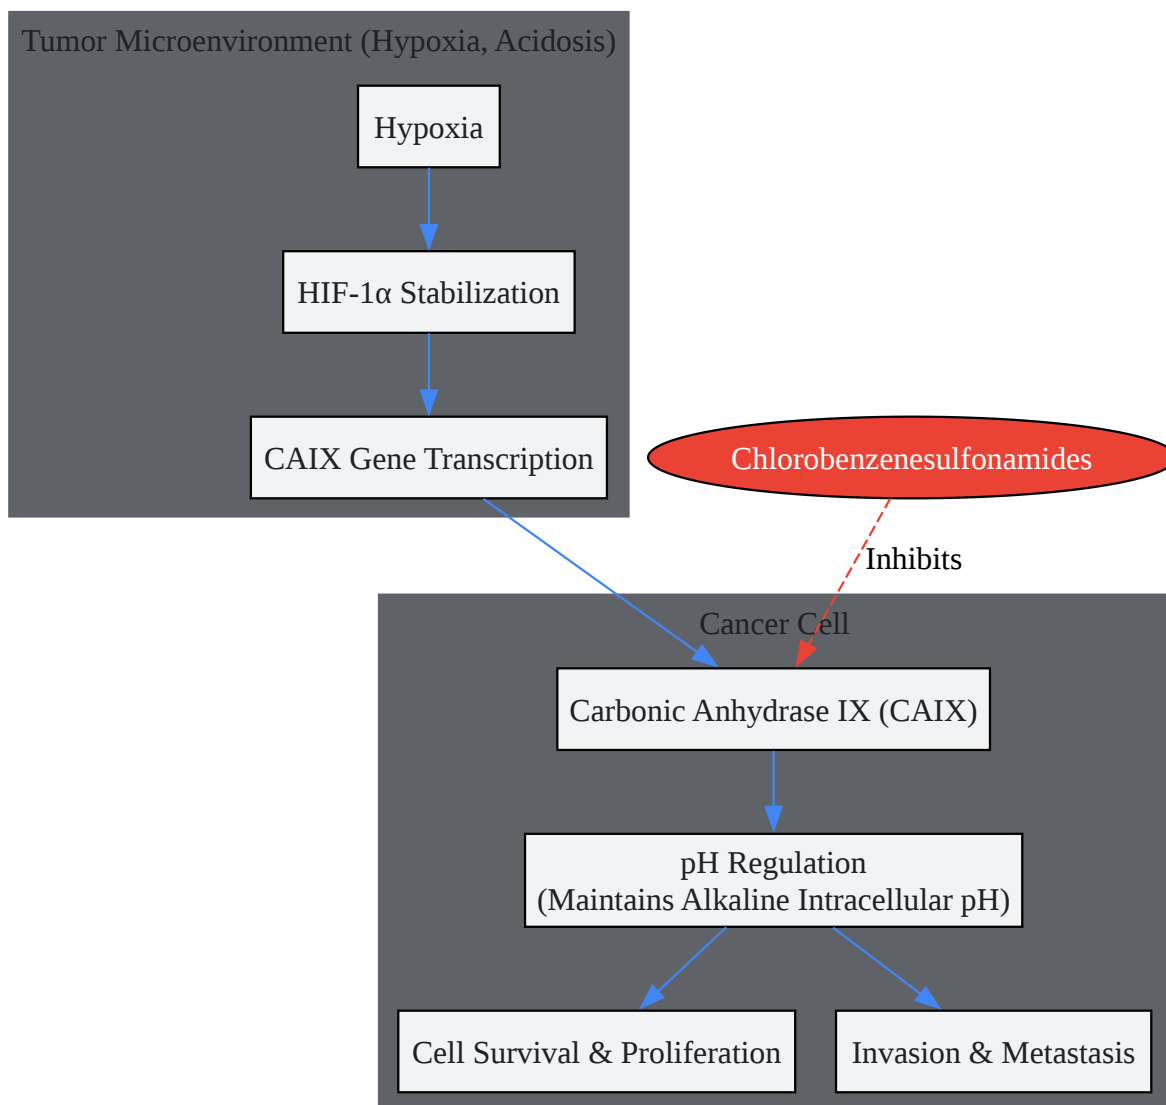 Tumor Microenvironment (Hypoxia, Acidosis)
Hypoxia
HIF-1α Stabilization
CAIX Gene Transcription
Chlorobenzenesulfonamides
Inhibits
Cancer Cell
Carbonic Anhydrase IX (CAIX)
pH Regulation
(Maintains Alkaline Intracellular pH)
Cell Survival & Proliferation
Invasion & Metastasis